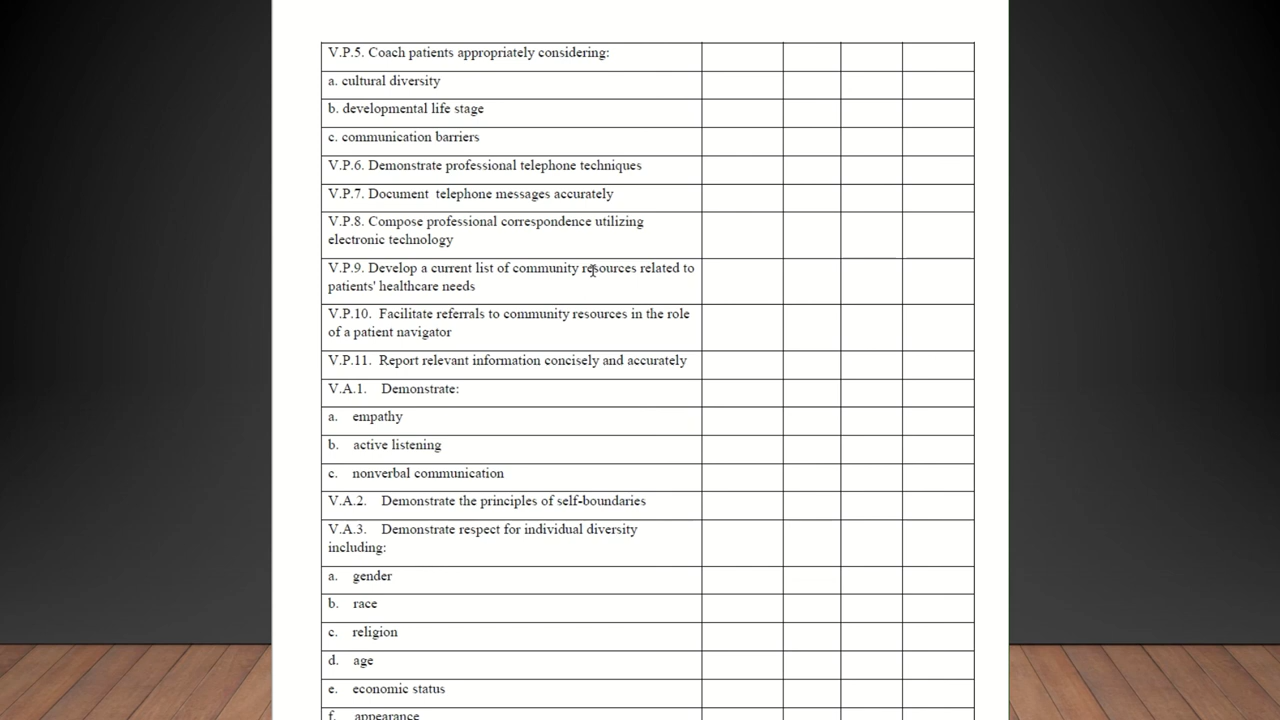 V.P.5. Coach patients appropriately considering:
a. cultural diversity
b. developmental life stage
c. communication barriers
V.P.6. Demonstrate professional telephone techniques
V.P.7. Document  telephone messages accurately
V.P.8. Compose professional correspondence utilizing
electronic technology
V.P.9. Develop a current list of community resources related to
patients' healthcare needs
V.P.10.  Facilitate referrals to community resources in the role
of a patient navigator
V.P.11.  Report relevant information concisely and accurately
V.A.1.    Demonstrate:
a.    empathy
b.    active listening
c.    nonverbal communication
V.A.2.    Demonstrate the principles of self-boundaries
V.A.3.    Demonstrate respect for individual diversity
including:
a.    gender
b.    race
c.    religion
d.    age
e.    economic status
f.    appearance